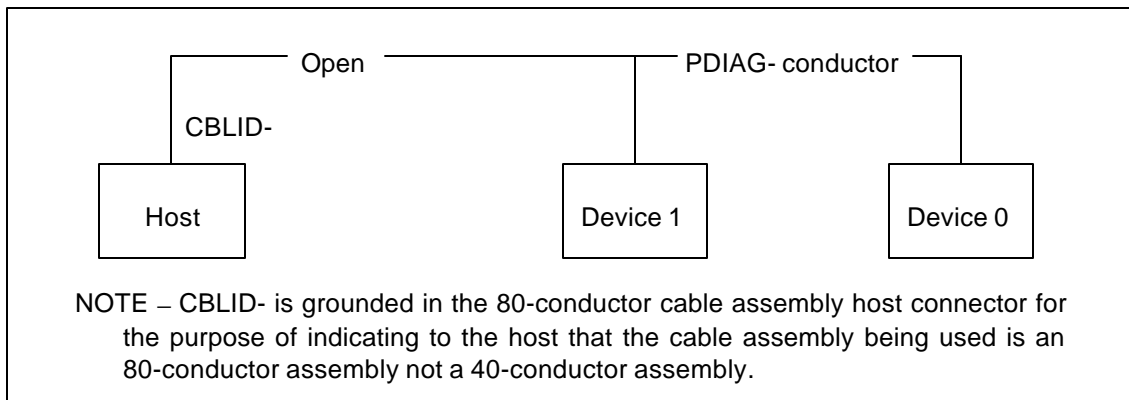 Open
PDIAG- conductor
CBLID-
Host
Device 1
Device 0
NOTE – CBLID- is grounded in the 80-conductor cable assembly host connector for
the purpose of indicating to the host that the cable assembly being used is an
80-conductor assembly not a 40-conductor assembly.